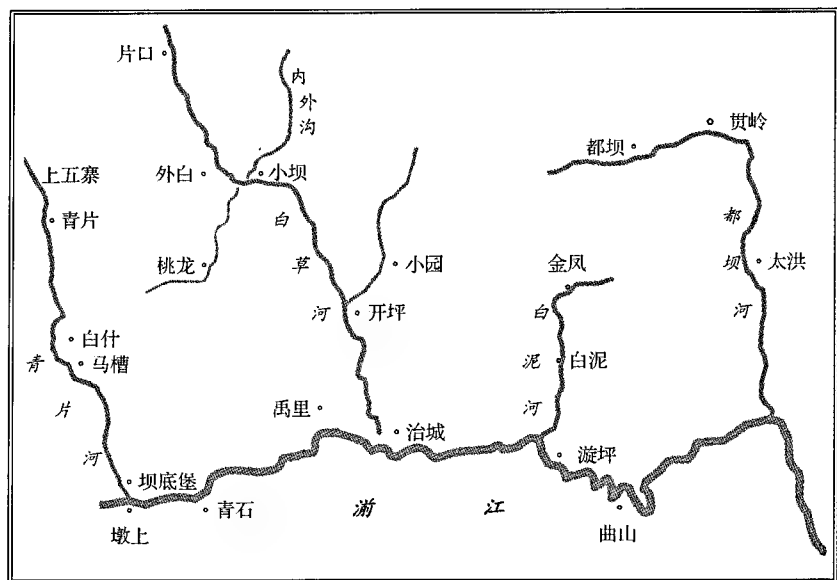 片口
内外沟
贯岭
都坝
上五寨
外白
小坝
青片
白草河
都坝河
桃龙
小园
金凤
太洪
开坪
白泥河
白什
马槽
白泥
青片河
禹里
治城
漩坪
坝底堡
青石
湔江
墩上
曲山